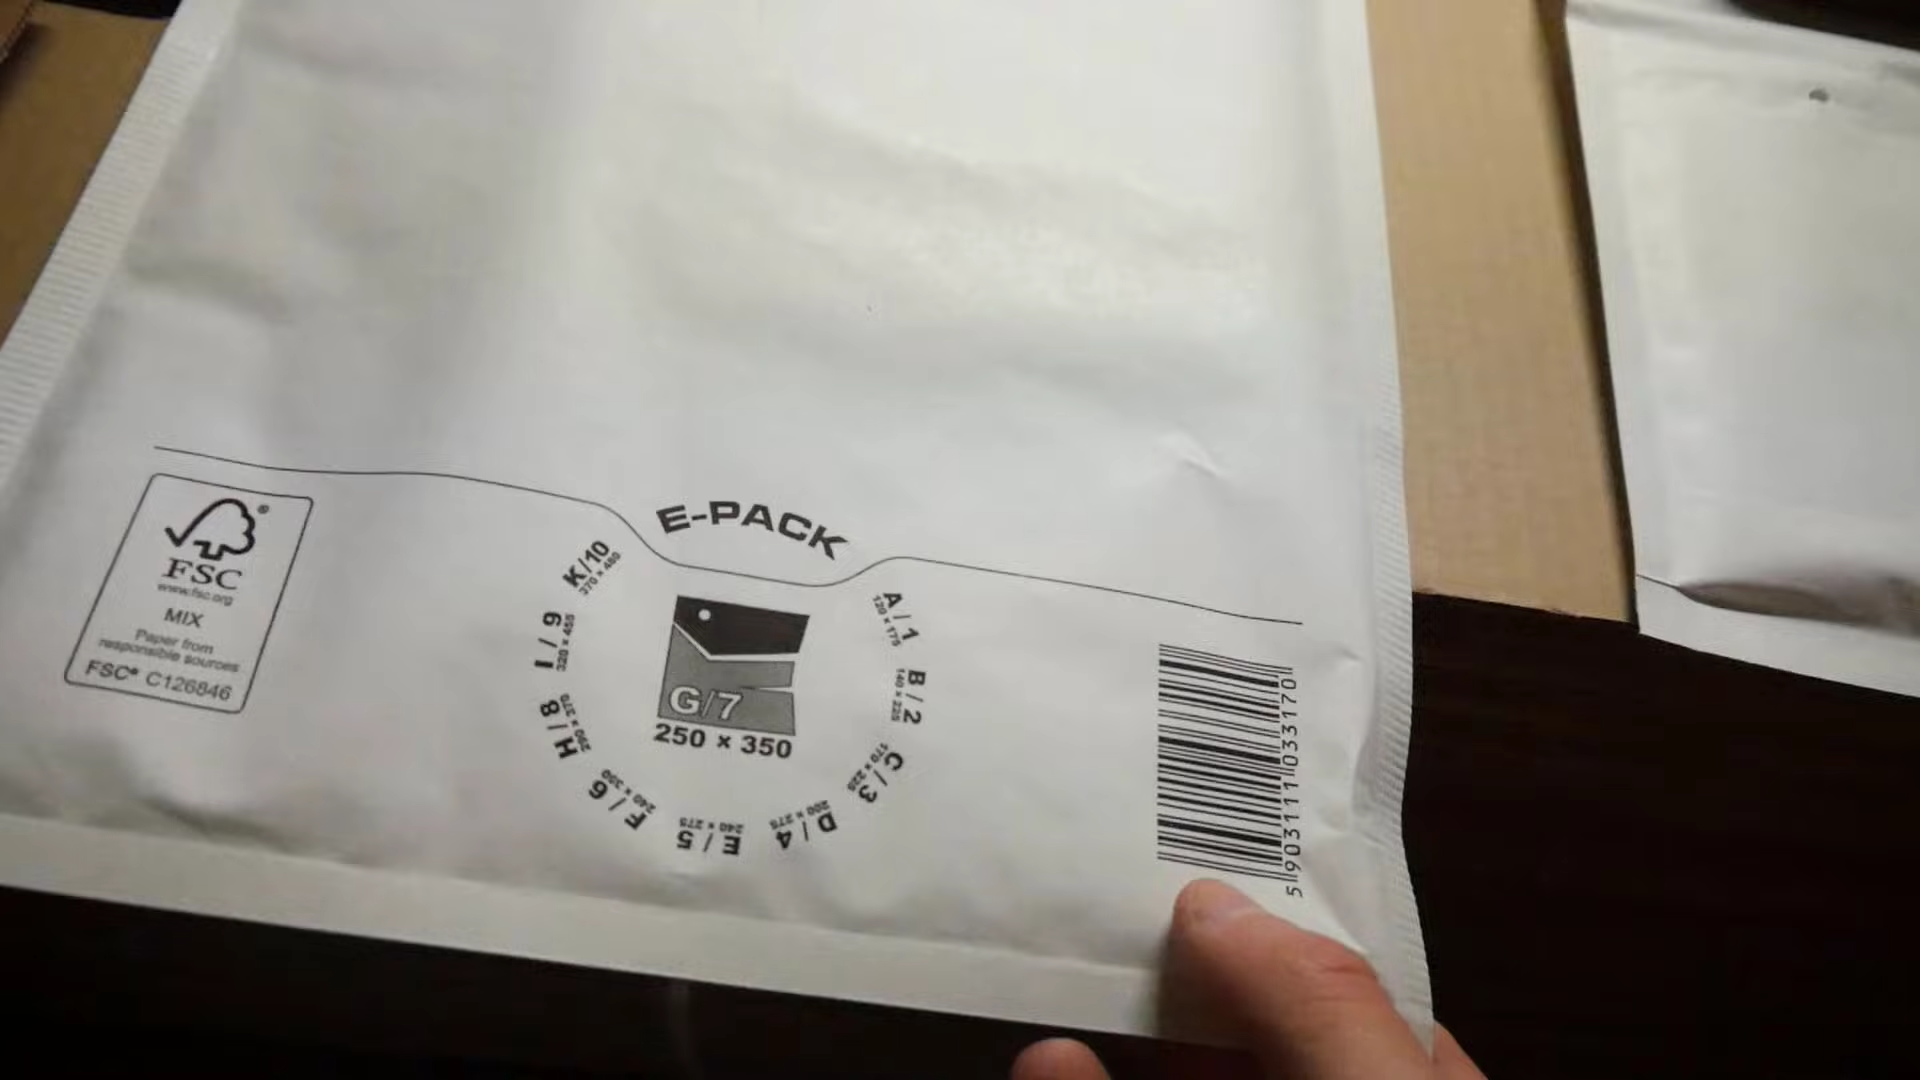 E-PACK
FSC®
www.fsc.org
MIX
Paper from
responsible sources
FSC® C126846
G/7
250 × 350
A/1
120 × 175
B/2
140 × 225
C/3
170 × 225
D/4
200 × 275
E/5
240 × 275
F/6
240 × 350
H/8
290 × 370
I/9
320 × 455
K/10
370 × 480
5903111033170